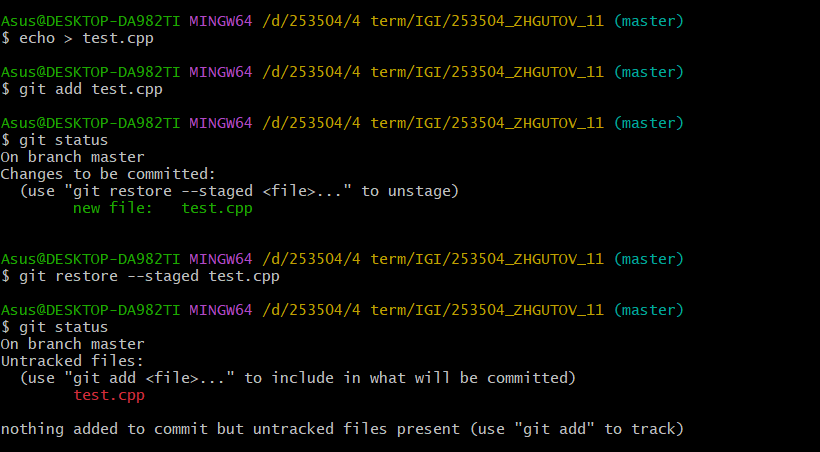 Asus@DESKTOP-DA982TI MINGW64 /d/253504/4 term/IGI/253504_ZHGUTOV_11 (master)
$ echo > test.cpp
Asus@DESKTOP-DA982TI MINGW64 /d/253504/4 term/IGI/253504_ZHGUTOV_11 (master)
$ git add test.cpp
Asus@DESKTOP-DA982TI MINGW64 /d/253504/4 term/IGI/253504_ZHGUTOV_11 (master)
$ git status
On branch master
Changes to be committed:
  (use "git restore --staged <file>..." to unstage)
        new file:   test.cpp
Asus@DESKTOP-DA982TI MINGW64 /d/253504/4 term/IGI/253504_ZHGUTOV_11 (master)
$ git restore --staged test.cpp
Asus@DESKTOP-DA982TI MINGW64 /d/253504/4 term/IGI/253504_ZHGUTOV_11 (master)
$ git status
On branch master
Untracked files:
  (use "git add <file>..." to include in what will be committed)
        test.cpp
nothing added to commit but untracked files present (use "git add" to track)